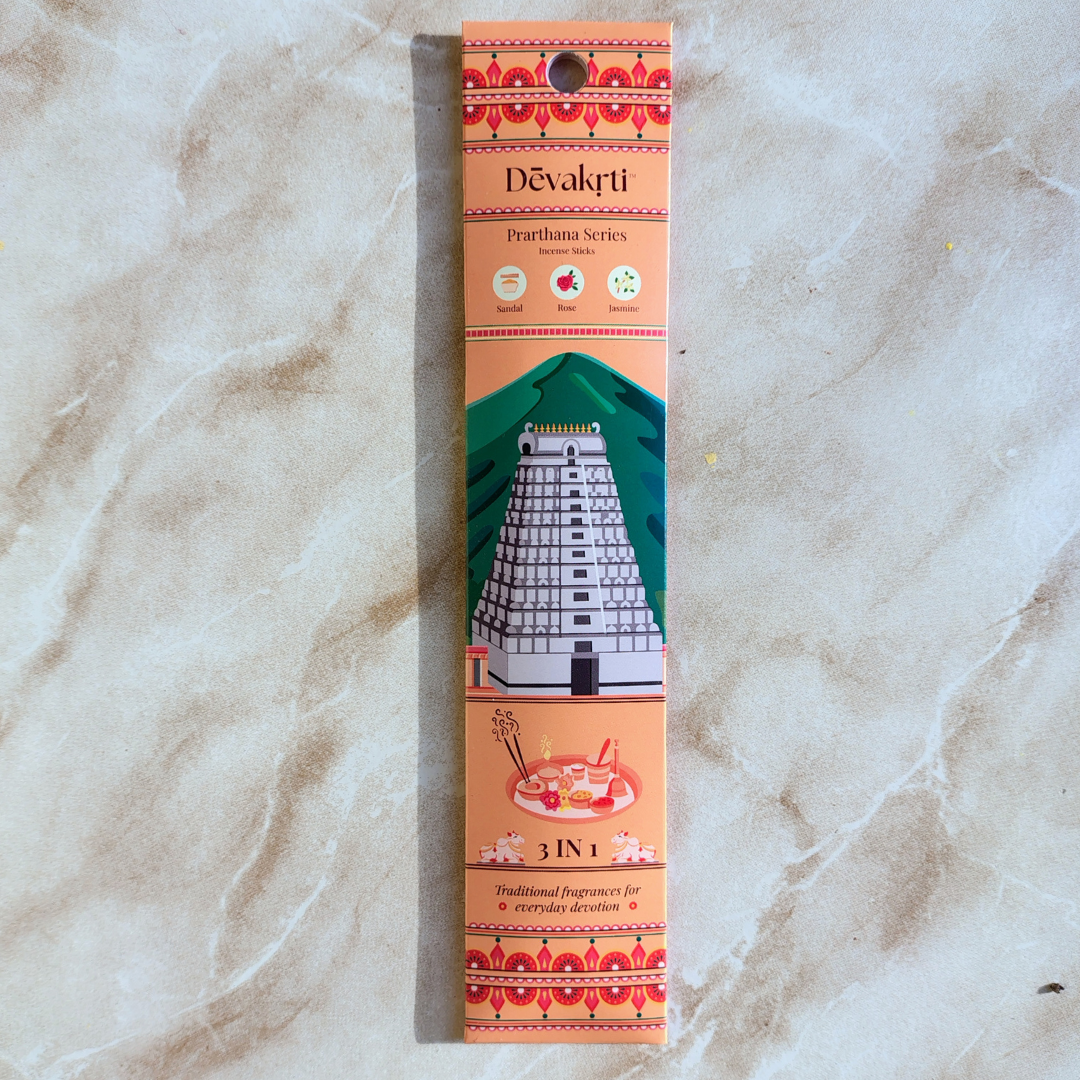 Dēvakṛti™
Prarthana Series
Incense Sticks
Sandal Rose Jasmine
3 IN 1
Traditional fragrances for
everyday devotion